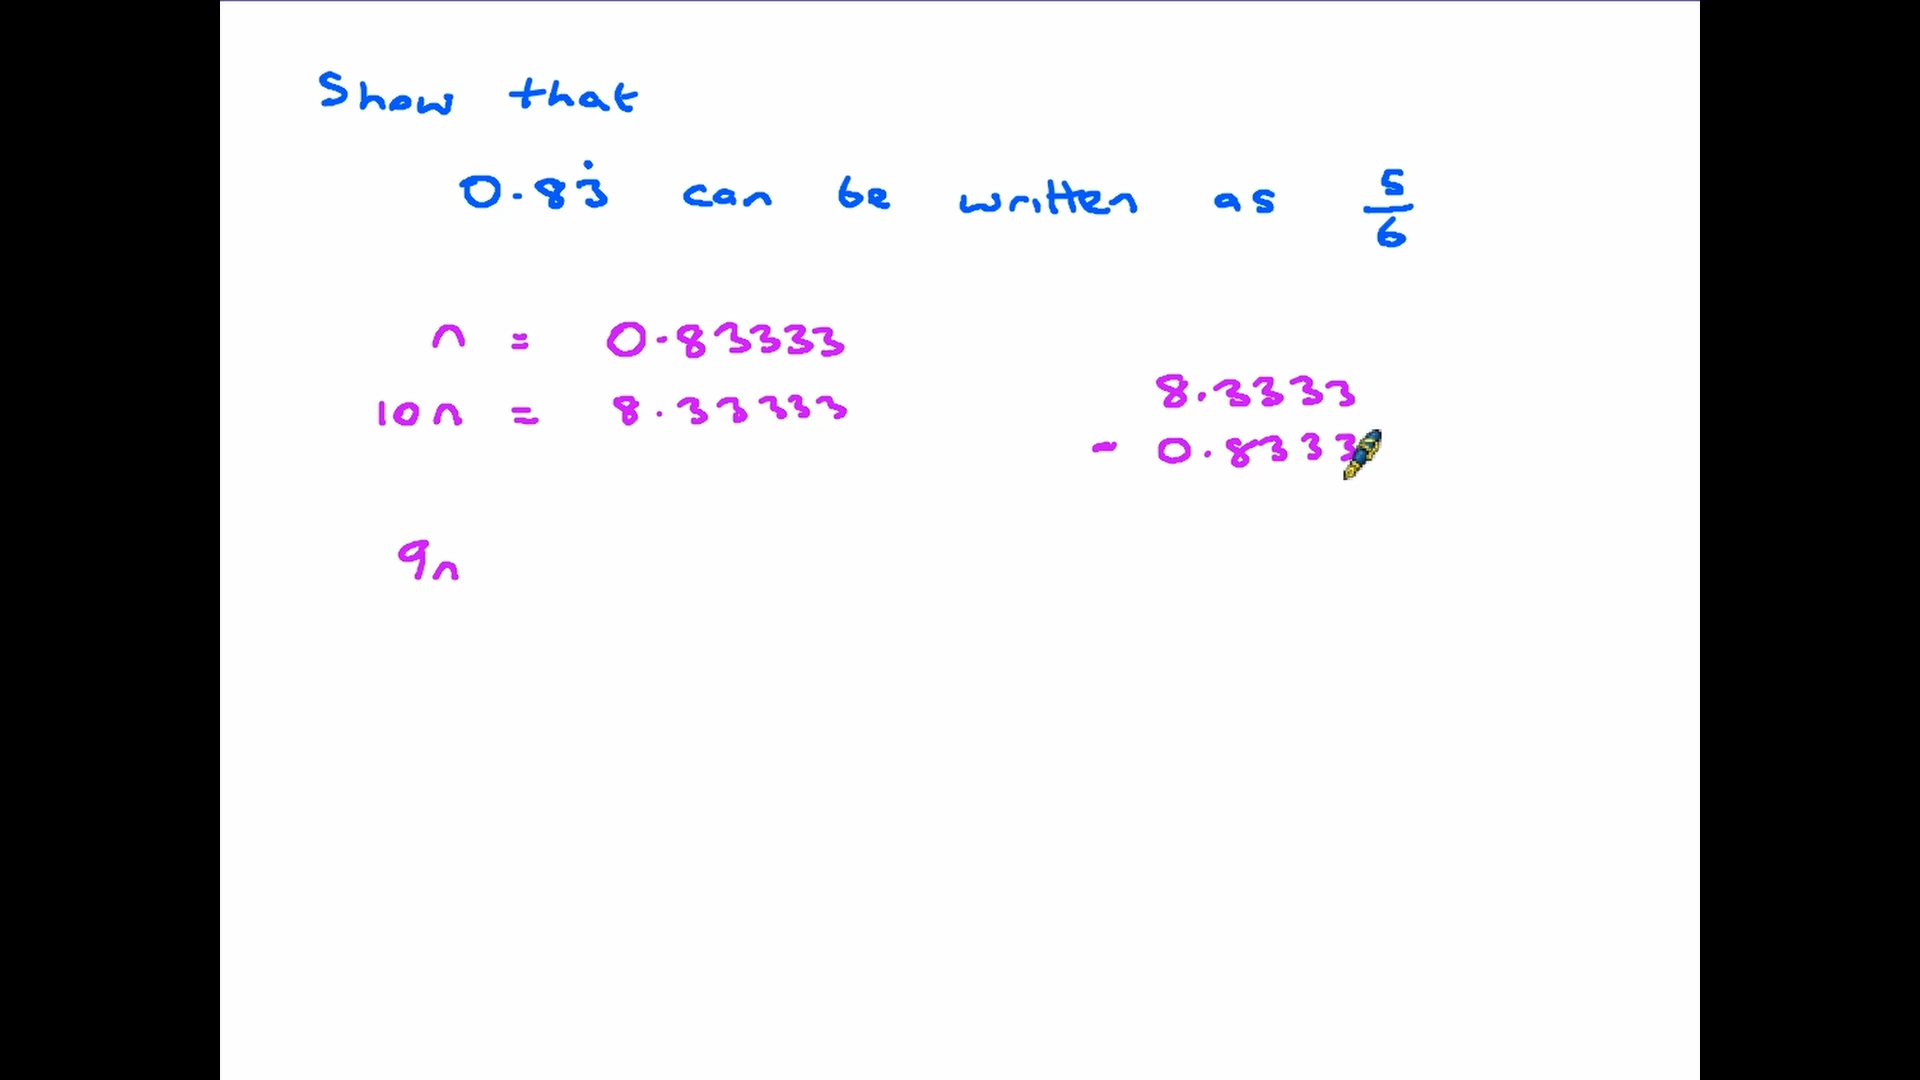 Show that
0.83̇ can be written as 5/6
n = 0.83333
10n = 8.33333
8.3333
- 0.8333
9n